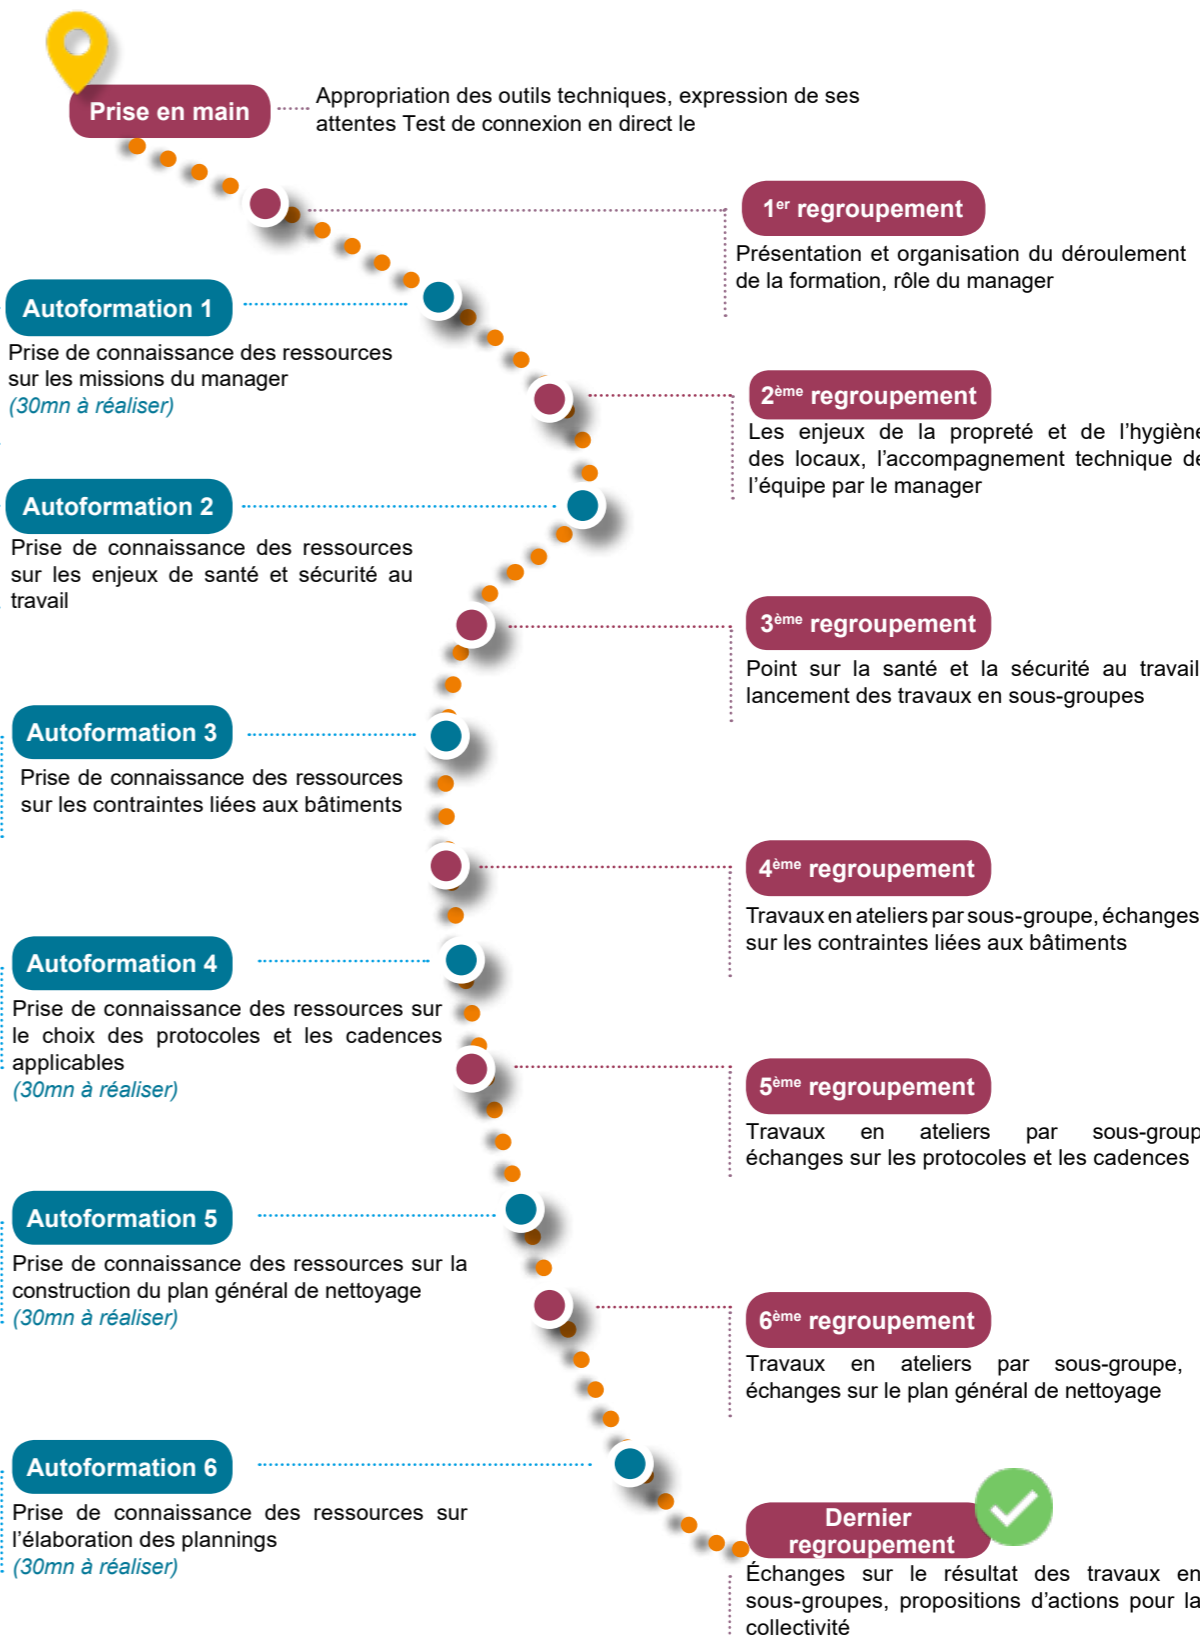 Prise en main
Appropriation des outils techniques, expression de ses
attentes Test de connexion en direct le
1er regroupement
Présentation et organisation du déroulement
de la formation, rôle du manager
Autoformation 1
Prise de connaissance des ressources
sur les missions du manager
(30mn à réaliser)
2ème regroupement
Les enjeux de la propreté et de l’hygiène
des locaux, l’accompagnement technique de
l’équipe par le manager
Autoformation 2
Prise de connaissance des ressources
sur les enjeux de santé et sécurité au
travail
3ème regroupement
Point sur la santé et la sécurité au travail
lancement des travaux en sous-groupes
Autoformation 3
Prise de connaissance des ressources
sur les contraintes liées aux bâtiments
4ème regroupement
Travaux en ateliers par sous-groupe, échanges
sur les contraintes liées aux bâtiments
Autoformation 4
Prise de connaissance des ressources sur
le choix des protocoles et les cadences
applicables
(30mn à réaliser)
5ème regroupement
Travaux en ateliers par sous-group
échanges sur les protocoles et les cadences
Autoformation 5
Prise de connaissance des ressources sur la
construction du plan général de nettoyage
(30mn à réaliser)
6ème regroupement
Travaux en ateliers par sous-groupe,
échanges sur le plan général de nettoyage
Autoformation 6
Prise de connaissance des ressources sur
l’élaboration des plannings
(30mn à réaliser)
Dernier
regroupement
Échanges sur le résultat des travaux en
sous-groupes, propositions d’actions pour la
collectivité